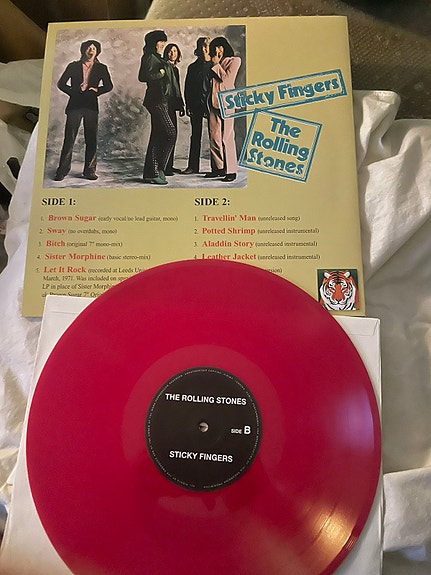 Sticky Fingers
The Rolling
Stones
SIDE 1:
1. Brown Sugar (early vocal/no lead guitar, mono)
2. Sway (no overdubs, mono)
3. Bitch (original 7" mono-mix)
4. Sister Morphine (basic stereo-mix)
5. Let It Rock (recorded at Leeds
March, 1971. Was included on
LP in place of Sister
SIDE 2:
1. Travellin' Man (unreleased song)
2. Potted Shrimp (unreleased instrumental)
3. Aladdin Story (unreleased instrumental)
4. Leather Jacket (unreleased instrumental)
THE ROLLING STONES
SIDE B
STICKY FINGERS